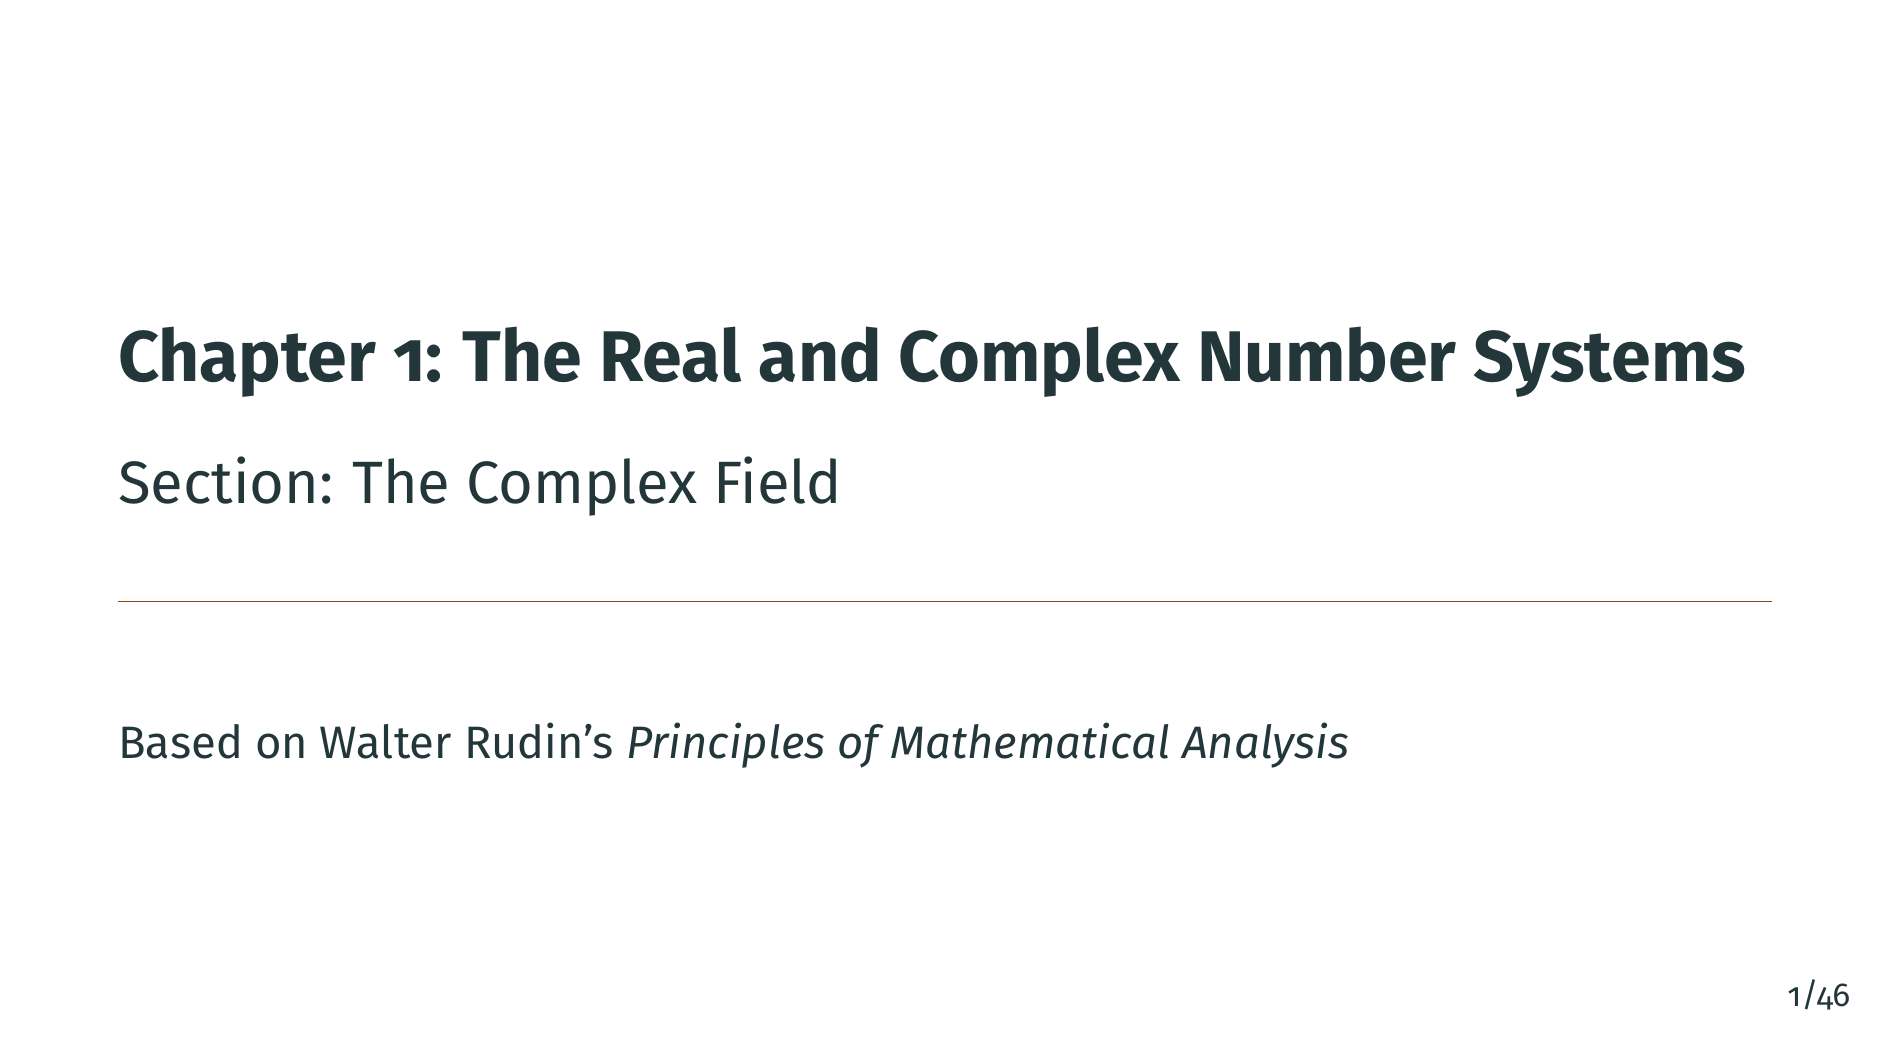 Chapter 1: The Real and Complex Number Systems
Section: The Complex Field
Based on Walter Rudin’s Principles of Mathematical Analysis
1/46